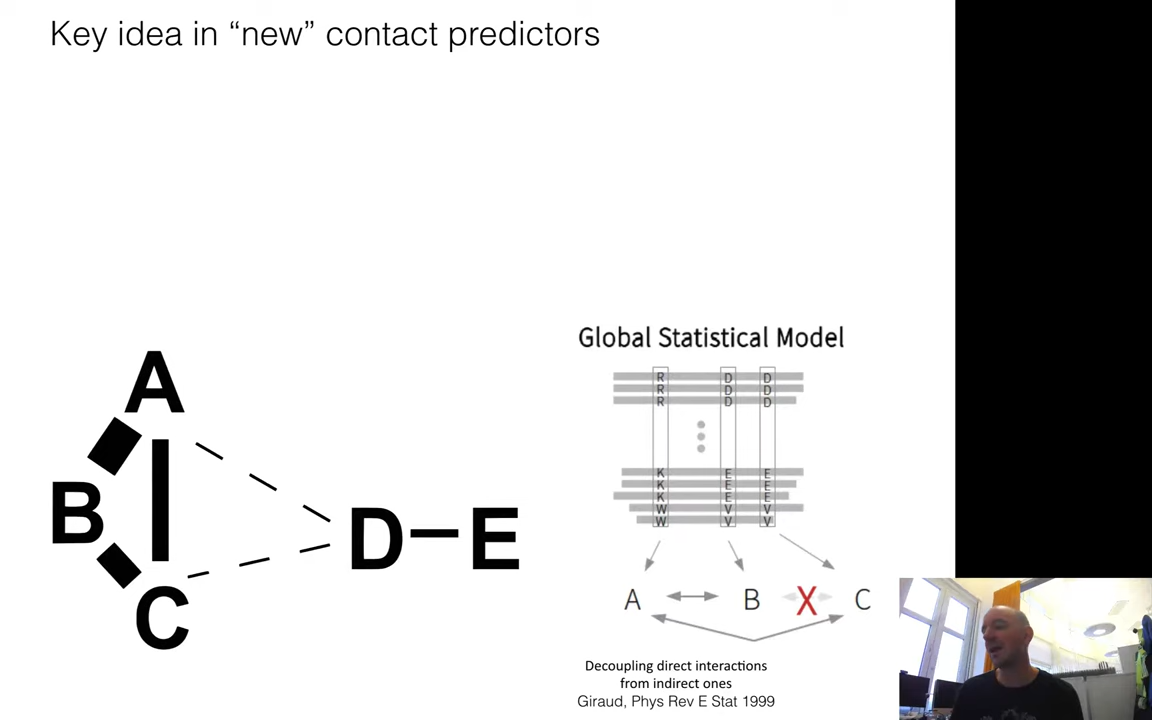 Key idea in “new” contact predictors
A
B
C
D
E
Global Statistical Model
R D D
R D D
R D D
K E E
K E E
K E E
W V V
W V V
A B X C
Decoupling direct interactions
from indirect ones
Giraud, Phys Rev E Stat 1999